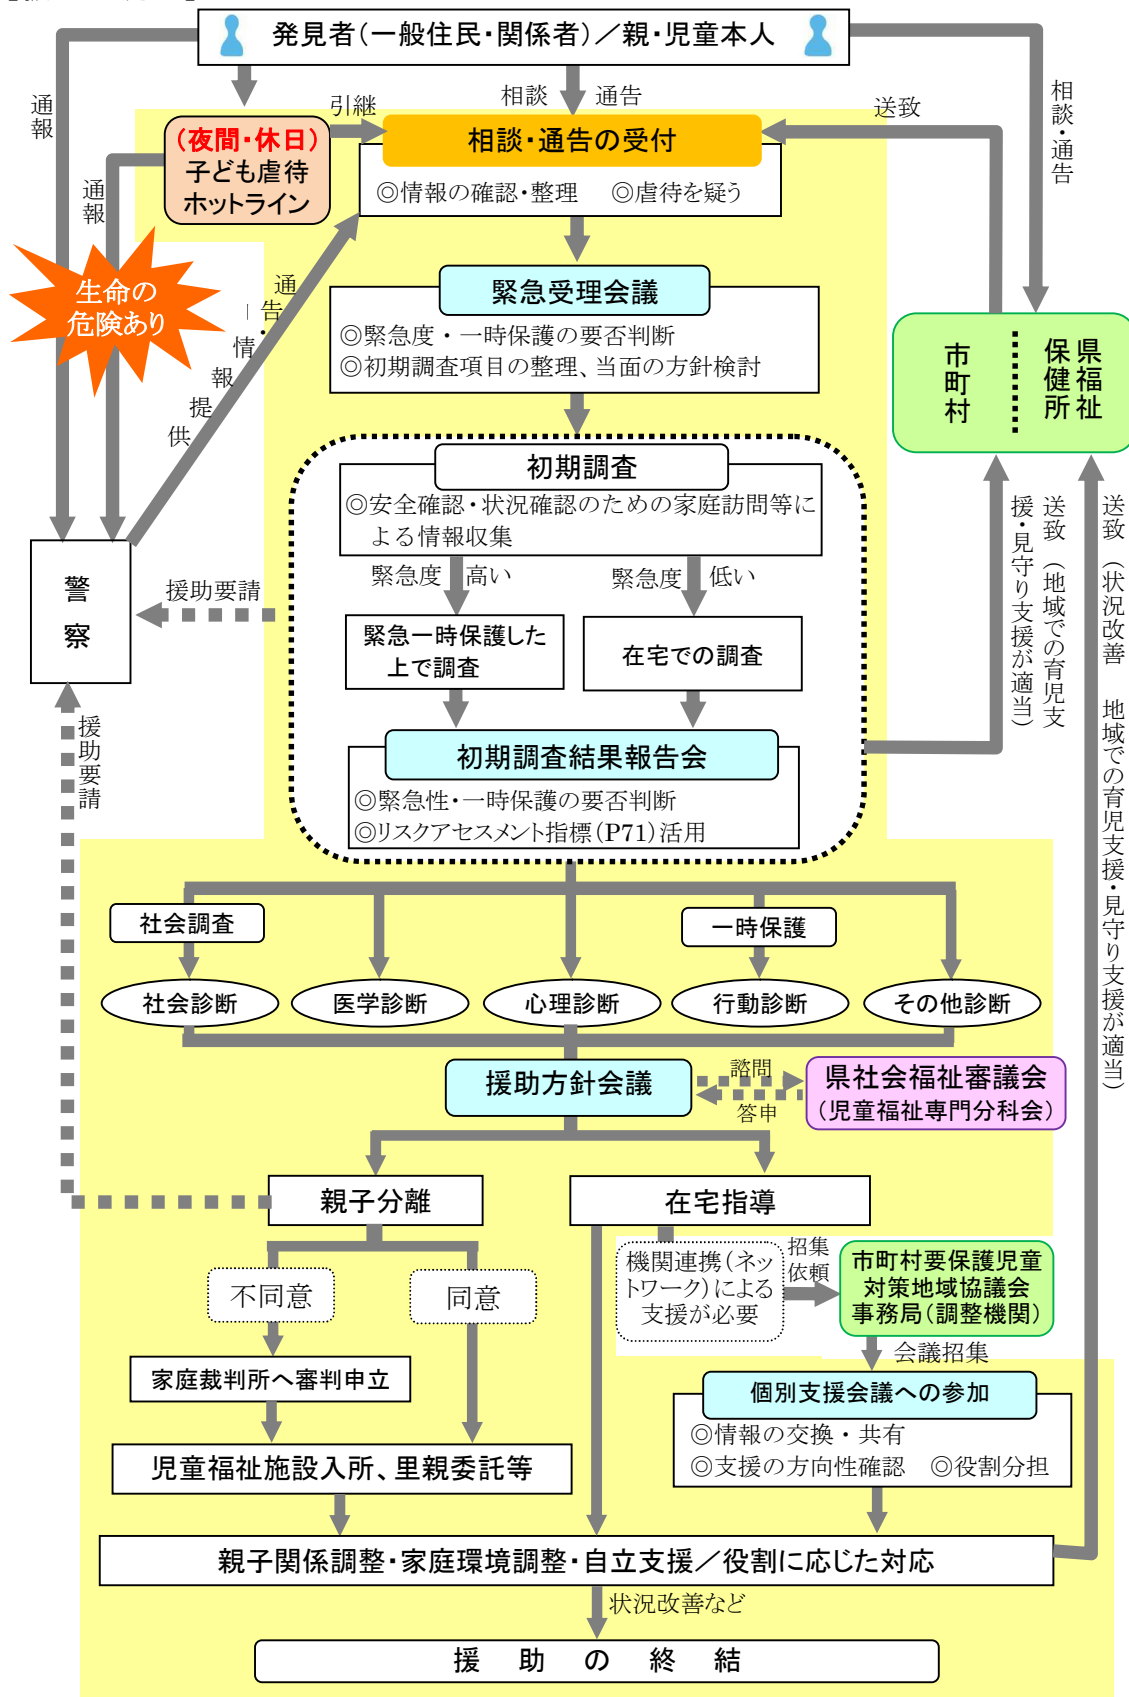 発見者(一般住民・関係者)／親・児童本人
通報
相談
通告
引継
送致
相談・通告
(夜間・休日)
子ども虐待
ホットライン
相談・通告の受付
◎情報の確認・整理　◎虐待を疑う
通報
生命の
危険あり
通告・情報提供
緊急受理会議
◎緊急度・一時保護の要否判断
◎初期調査項目の整理、当面の方針検討
市町村
県福祉
保健所
初期調査
◎安全確認・状況確認のための家庭訪問等に
よる情報収集
緊急度　高い
緊急度　低い
警察
援助要請
緊急一時保護した
上で調査
在宅での調査
送致（地域での育児支
援・見守り支援が適当）
送致（状況改善　地域での育児支援・見守り支援が適当）
援助要請
初期調査結果報告会
◎緊急性・一時保護の要否判断
◎リスクアセスメント指標(P71)活用
社会調査
一時保護
社会診断
医学診断
心理診断
行動診断
その他診断
援助方針会議
諮問
答申
県社会福祉審議会
(児童福祉専門分科会)
親子分離
在宅指導
不同意
同意
機関連携(ネッ
トワーク)による
支援が必要
招集
依頼
市町村要保護児童
対策地域協議会
事務局(調整機関)
会議招集
家庭裁判所へ審判申立
個別支援会議への参加
◎情報の交換・共有
◎支援の方向性確認　◎役割分担
児童福祉施設入所、里親委託等
親子関係調整・家庭環境調整・自立支援／役割に応じた対応
状況改善など
援助の終結